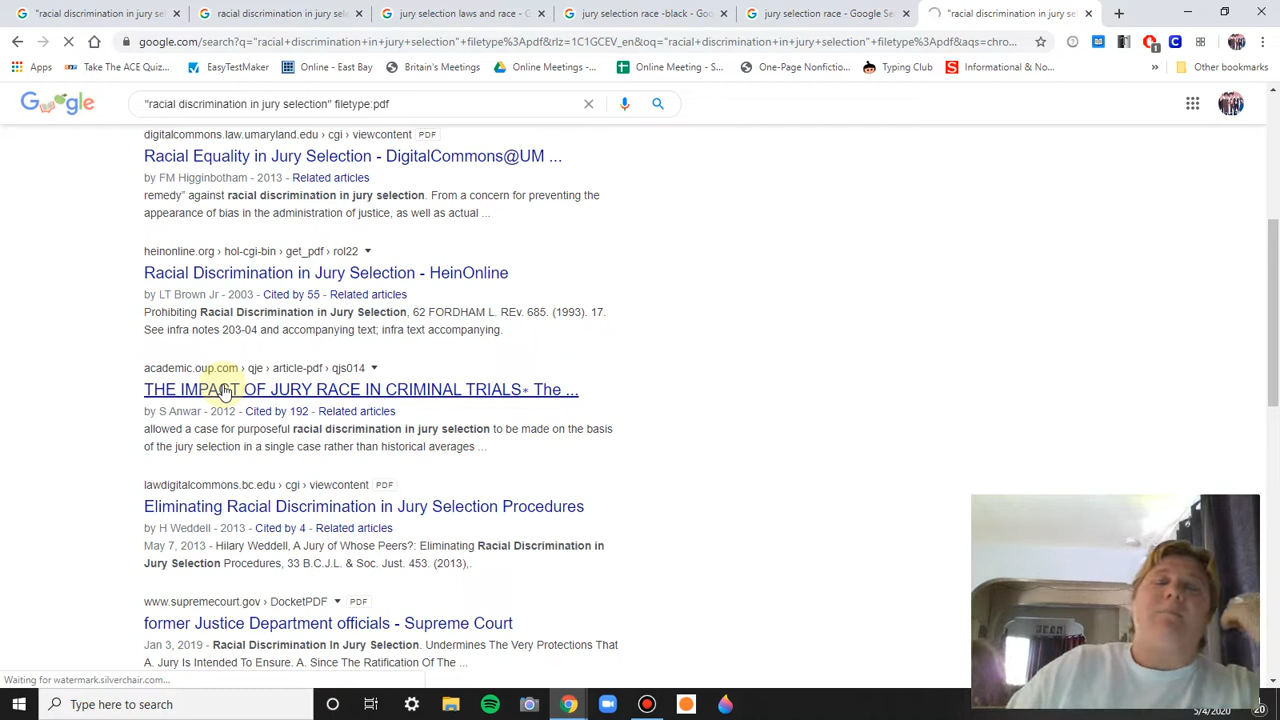 "racial discrimination in jury sel
racial discrimination in jury sel
jury selection laws and race - G
jury selection race -black - Goo
jury selection race - Google Se
"racial discrimination in jury se
google.com/search?q="racial+discrimination+in+jury+selection"+filetype%3Apdf&rlz=1C1GCEV_en&oq="racial+discrimination+in+jury+selection"+filetype%3Apdf&aqs=chro...
Apps
Take The ACE Quiz...
EasyTestMaker
Online - East Bay
Britain's Meetings
Online Meetings -...
Online Meeting - S...
One-Page Nonfictio...
Typing Club
Informational & No...
»
Other bookmarks
Google
"racial discrimination in jury selection" filetype:pdf
digitalcommons.law.umaryland.edu › cgi › viewcontent PDF
Racial Equality in Jury Selection - DigitalCommons@UM ...
by FM Higginbotham - 2013 - Related articles
remedy" against racial discrimination in jury selection. From a concern for preventing the
appearance of bias in the administration of justice, as well as actual ...
heinonline.org › hol-cgi-bin › get_pdf › rol22
Racial Discrimination in Jury Selection - HeinOnline
by LT Brown Jr - 2003 - Cited by 55 - Related articles
Prohibiting Racial Discrimination in Jury Selection, 62 FORDHAM L. REv. 685. (1993). 17.
See infra notes 203-04 and accompanying text; infra text accompanying.
academic.oup.com › qje › article-pdf › qjs014
THE IMPACT OF JURY RACE IN CRIMINAL TRIALS* The ...
by S Anwar - 2012 - Cited by 192 - Related articles
allowed a case for purposeful racial discrimination in jury selection to be made on the basis
of the jury selection in a single case rather than historical averages ...
lawdigitalcommons.bc.edu › cgi › viewcontent PDF
Eliminating Racial Discrimination in Jury Selection Procedures
by H Weddell - 2013 - Cited by 4 - Related articles
May 7, 2013 - Hilary Weddell, A Jury of Whose Peers?: Eliminating Racial Discrimination in
Jury Selection Procedures, 33 B.C.J.L. & Soc. Just. 453. (2013),.
www.supremecourt.gov › DocketPDF PDF
former Justice Department officials - Supreme Court
Jan 3, 2019 - Racial Discrimination In Jury Selection. Undermines The Very Protections That
A. Jury Is Intended To Ensure. A. Since The Ratification Of The ...
Waiting for watermark.silverchair.com...
Type here to search
5/4/2020
20